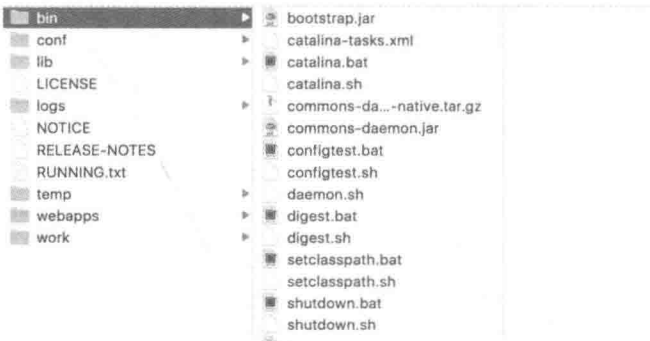 bin
conf
lib
LICENSE
logs
NOTICE
RELEASE-NOTES
RUNNING.txt
temp
webapps
work
bootstrap.jar
catalina-tasks.xml
catalina.bat
catalina.sh
commons-da...-native.tar.gz
commons-daemon.jar
configtest.bat
configtest.sh
daemon.sh
digest.bat
digest.sh
setclasspath.bat
setclasspath.sh
shutdown.bat
shutdown.sh